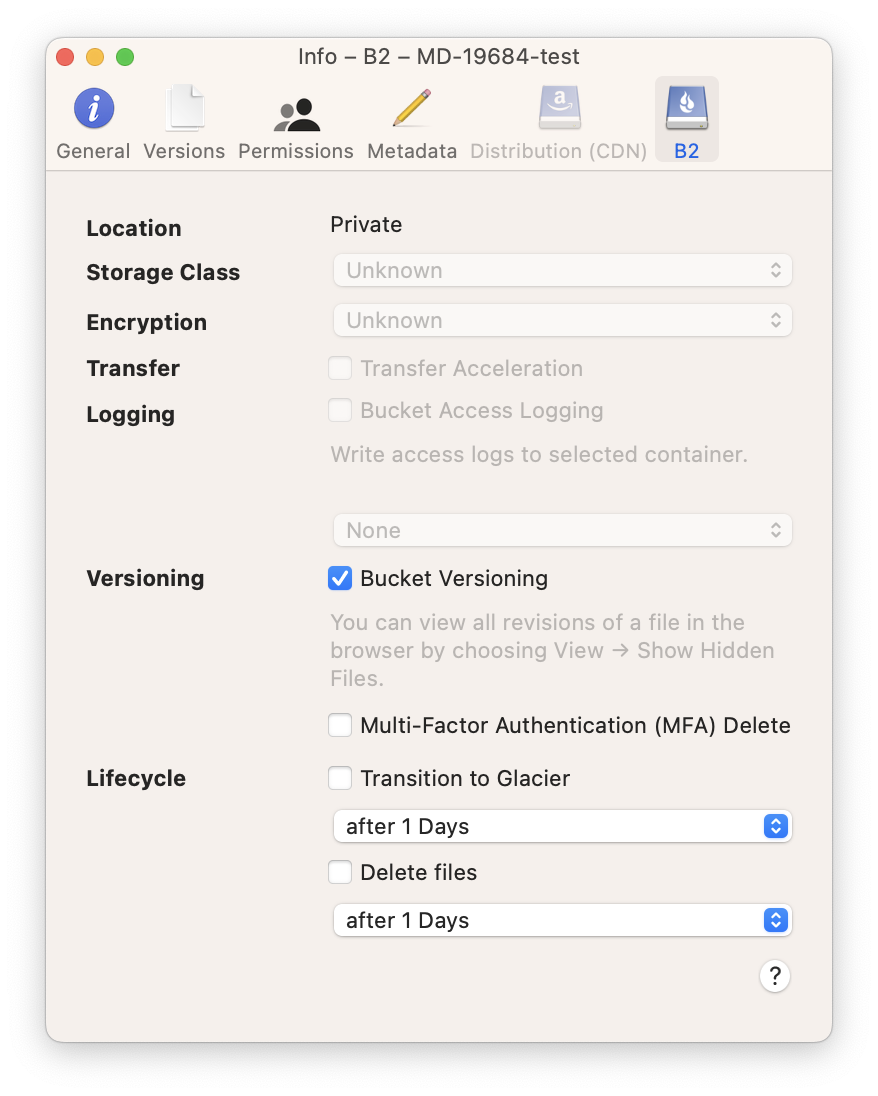 Info – B2 – MD-19684-test
General Versions Permissions Metadata Distribution (CDN) B2
Location Private
Storage Class Unknown
Encryption Unknown
Transfer Transfer Acceleration
Logging Bucket Access Logging
Write access logs to selected container.
None
Versioning Bucket Versioning
You can view all revisions of a file in the
browser by choosing View → Show Hidden
Files.
Multi-Factor Authentication (MFA) Delete
Lifecycle Transition to Glacier
after 1 Days
Delete files
after 1 Days
?